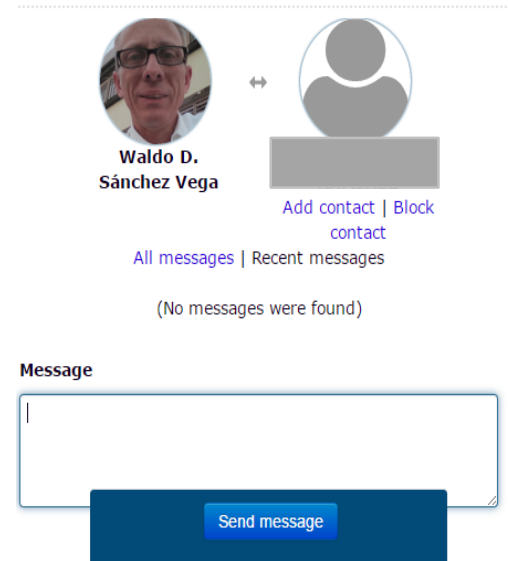 Waldo D.
Sánchez Vega
Add contact | Block
contact
All messages | Recent messages
(No messages were found)
Message
Send message